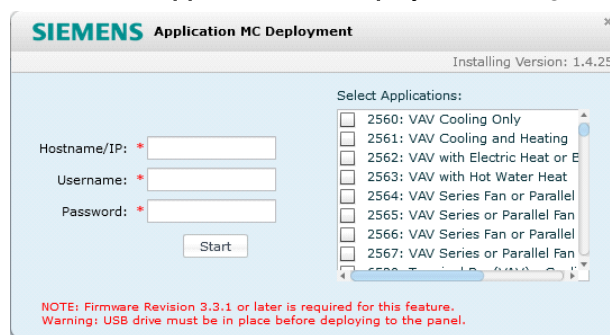 SIEMENS Application MC Deployment
Installing Version: 1.4.25
Hostname/IP: *
Username: *
Password: *
Start
Select Applications:
2560: VAV Cooling Only
2561: VAV Cooling and Heating
2562: VAV with Electric Heat or B
2563: VAV with Hot Water Heat
2564: VAV Series Fan or Parallel
2565: VAV Series or Parallel Fan
2566: VAV Series Fan or Parallel
2567: VAV Series or Parallel Fan
NOTE: Firmware Revision 3.3.1 or later is required for this feature.
Warning: USB drive must be in place before deploying to the panel.